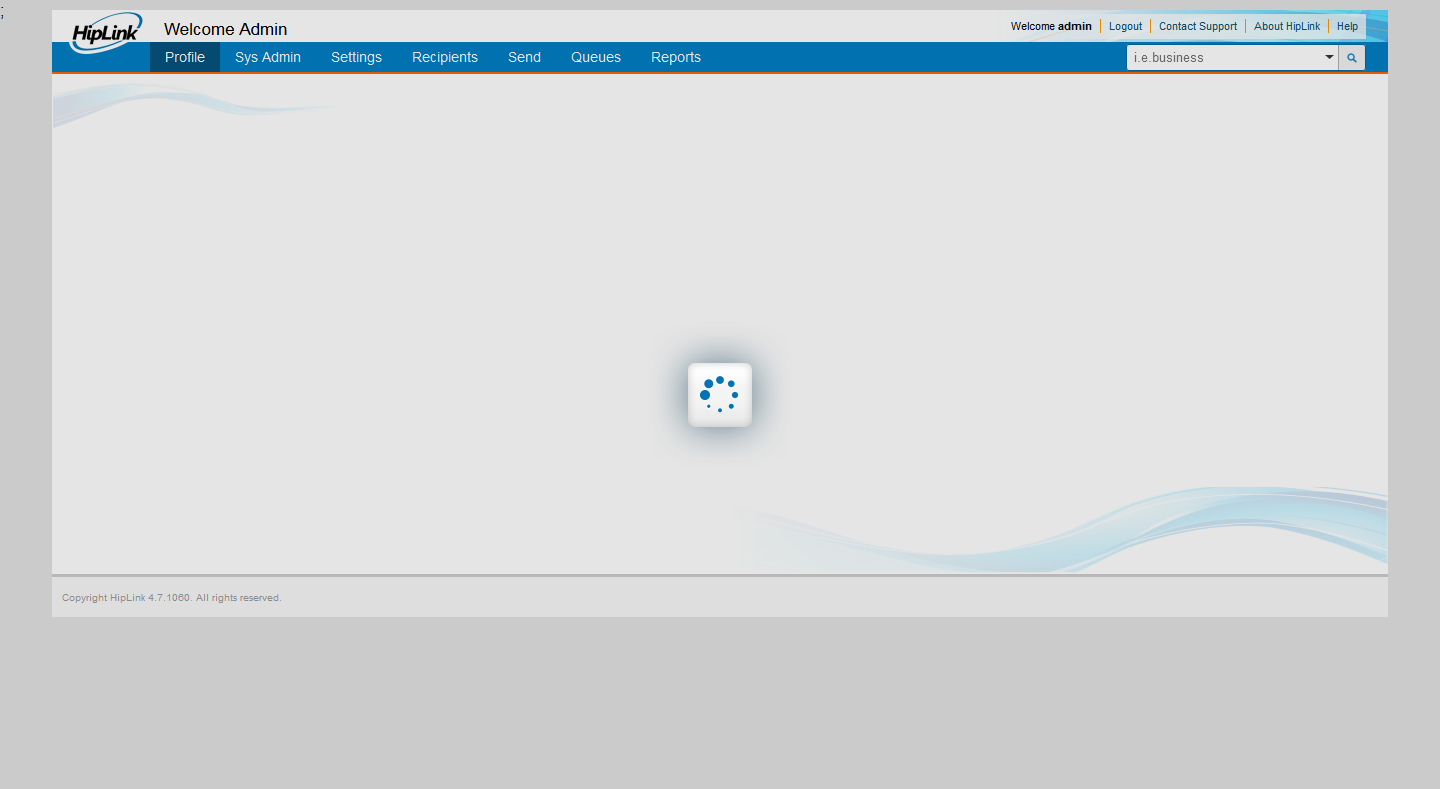 ;
HipLink
Welcome Admin
Welcome admin Logout Contact Support About HipLink Help
Profile Sys Admin Settings Recipients Send Queues Reports
i.e.business
Copyright HipLink 4.7.1060. All rights reserved.